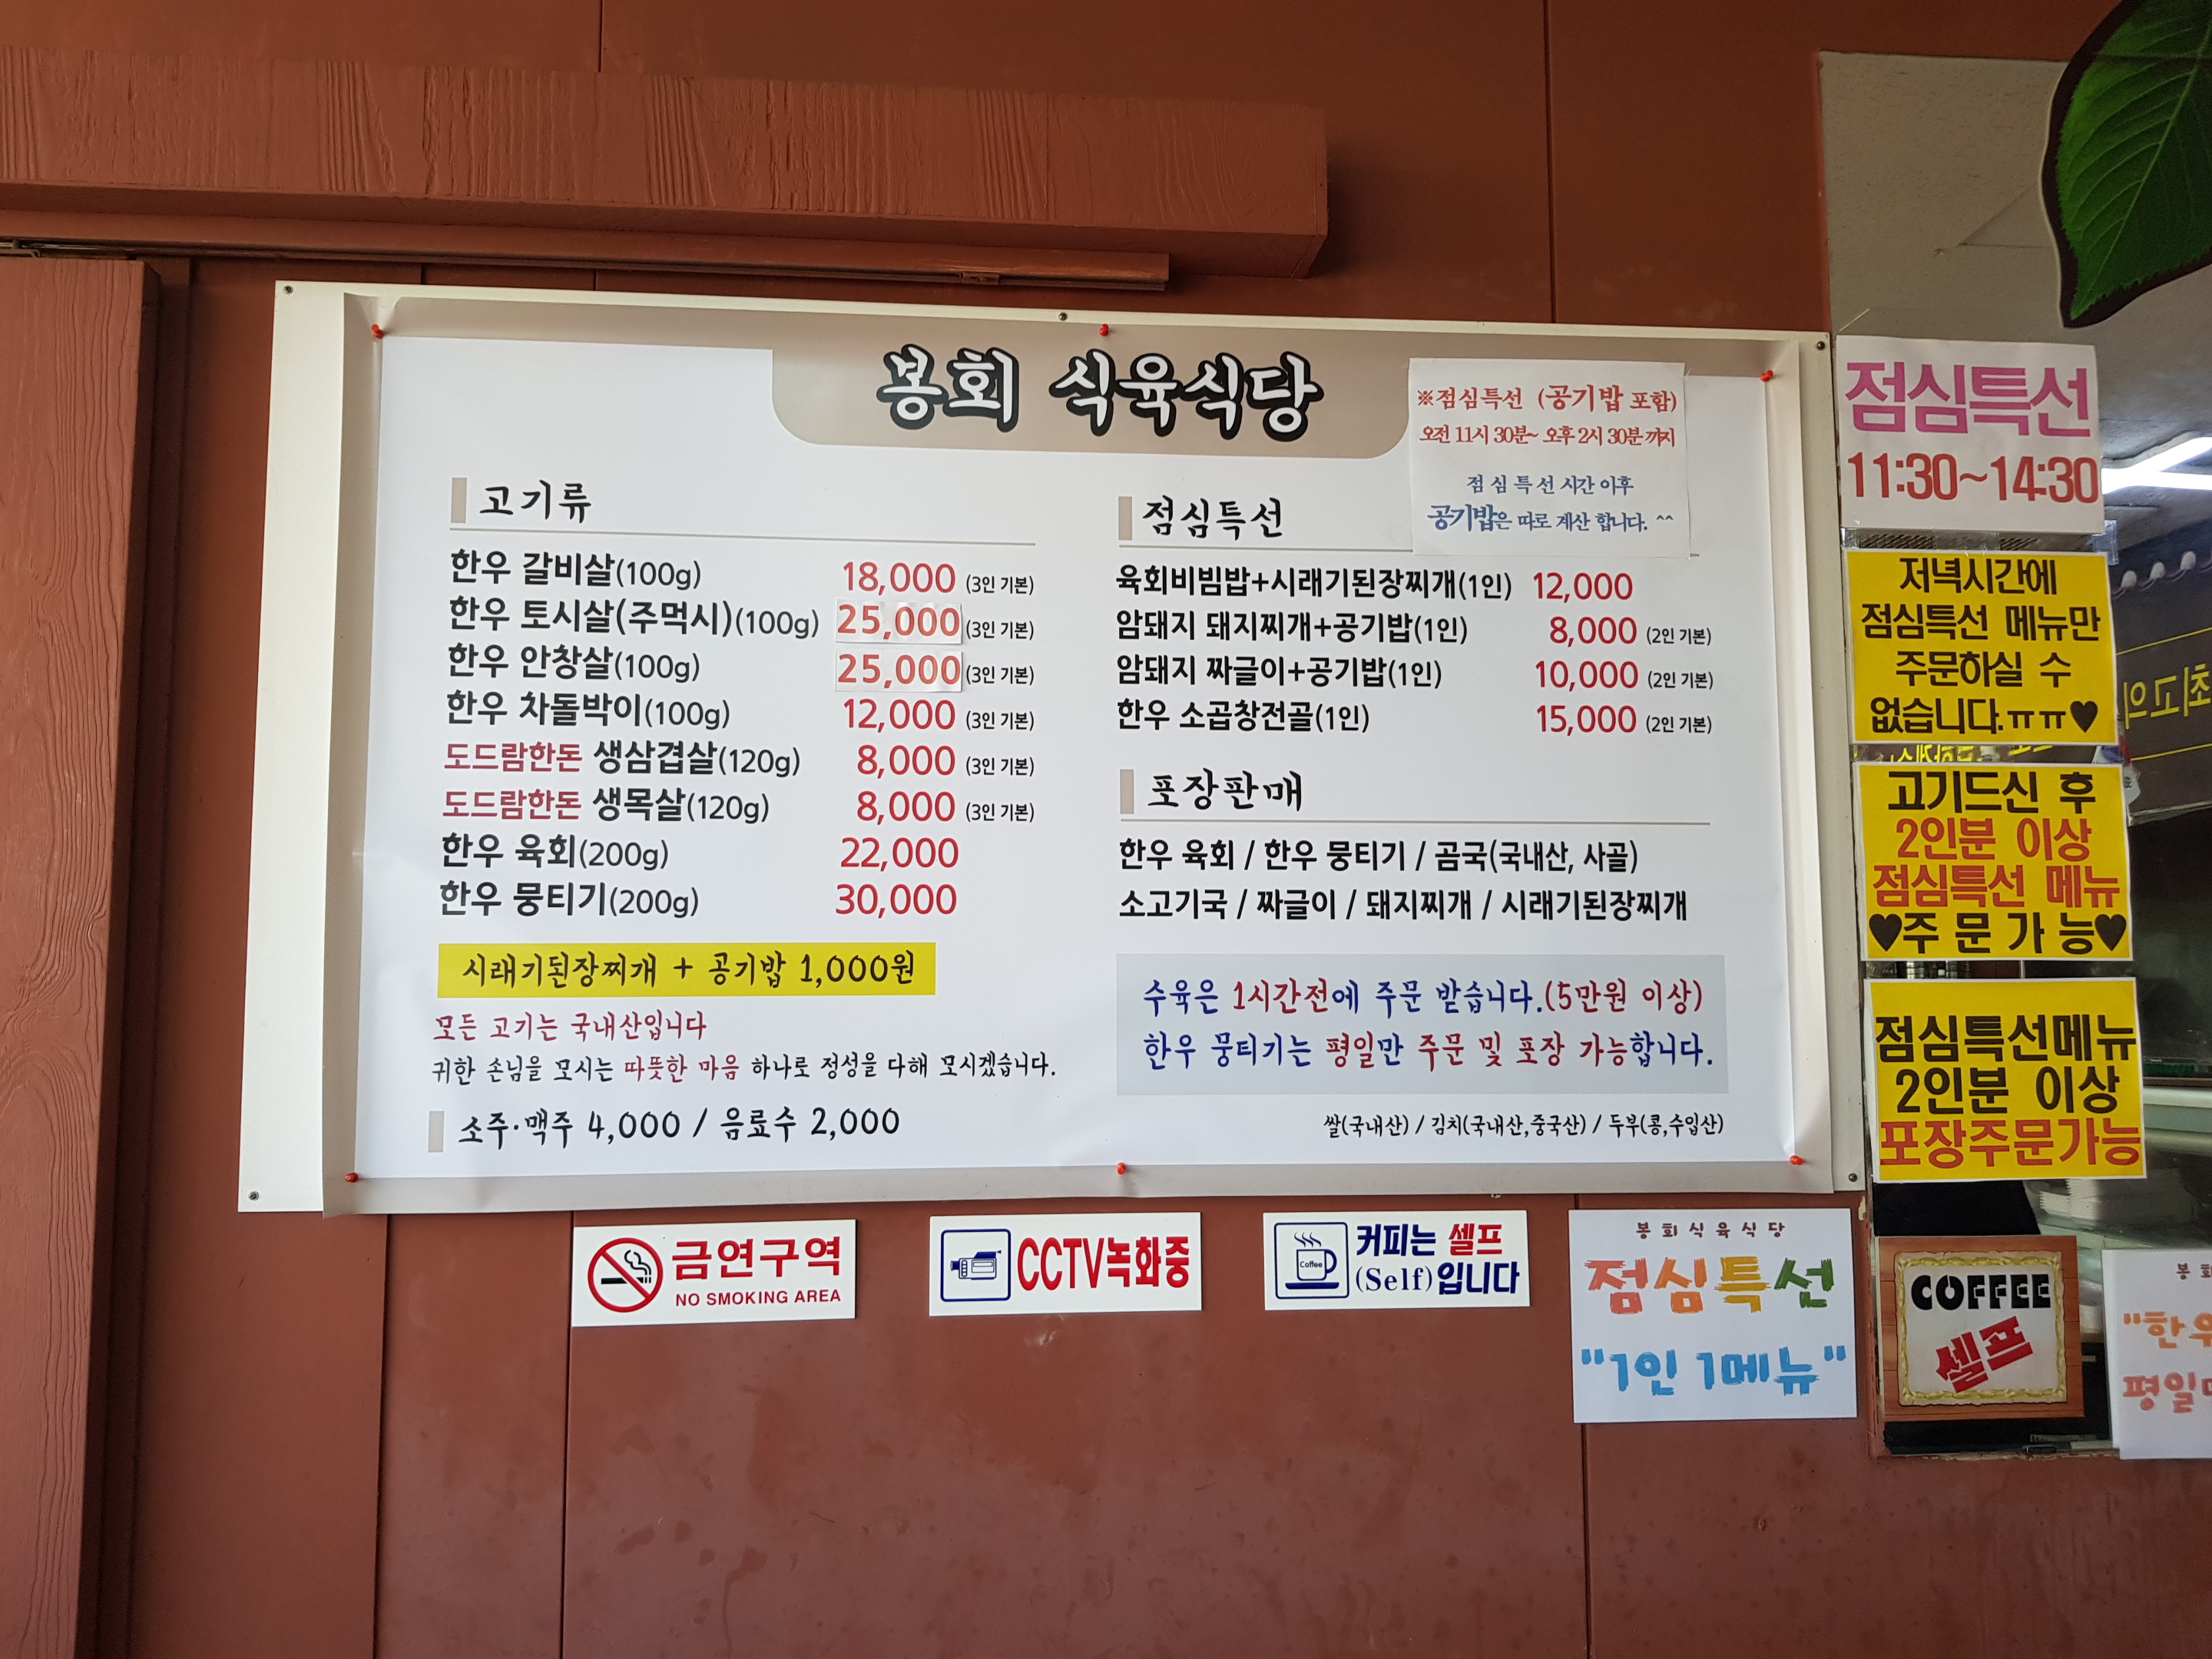 봉회 식육식당
※점심특선 (공기밥 포함)
오전 11시 30분~ 오후 2시 30분 까지
점심특선 시간 이후
공기밥은 따로 계산 합니다. ^^
고기류
한우 갈비살(100g) 18,000 (3인 기본)
한우 토시살(주먹시)(100g) 25,000 (3인 기본)
한우 안창살(100g) 25,000 (3인 기본)
한우 차돌박이(100g) 12,000 (3인 기본)
도드람한돈 생삼겹살(120g) 8,000 (3인 기본)
도드람한돈 생목살(120g) 8,000 (3인 기본)
한우 육회(200g) 22,000
한우 뭉티기(200g) 30,000
시래기된장찌개 + 공기밥 1,000원
모든 고기는 국내산입니다
귀한 손님을 모시는 따뜻한 마음 하나로 정성을 다해 모시겠습니다.
소주·맥주 4,000 / 음료수 2,000
점심특선
육회비빔밥+시래기된장찌개(1인) 12,000
암돼지 돼지찌개+공기밥(1인) 8,000 (2인 기본)
암돼지 짜글이+공기밥(1인) 10,000 (2인 기본)
한우 소곱창전골(1인) 15,000 (2인 기본)
포장판매
한우 육회 / 한우 뭉티기 / 곰국(국내산, 사골)
소고기국 / 짜글이 / 돼지찌개 / 시래기된장찌개
수육은 1시간전에 주문 받습니다.(5만원 이상)
한우 뭉티기는 평일만 주문 및 포장 가능합니다.
쌀(국내산) / 김치(국내산,중국산) / 두부(콩,수입산)
점심특선
11:30~14:30
저녁시간에
점심특선 메뉴만
주문하실 수
없습니다.ㅠㅠ♥
최고의
고기드신 후
2인분 이상
점심특선 메뉴
♥주 문 가 능♥
점심특선메뉴
2인분 이상
포장주문가능
금연구역
NO SMOKING AREA
CCTV녹화중
Coffee
커피는 셀프
(Self)입니다
봉회식육식당
점심특선
"1인 1메뉴"
COFFEE
셀프
"한우
평일